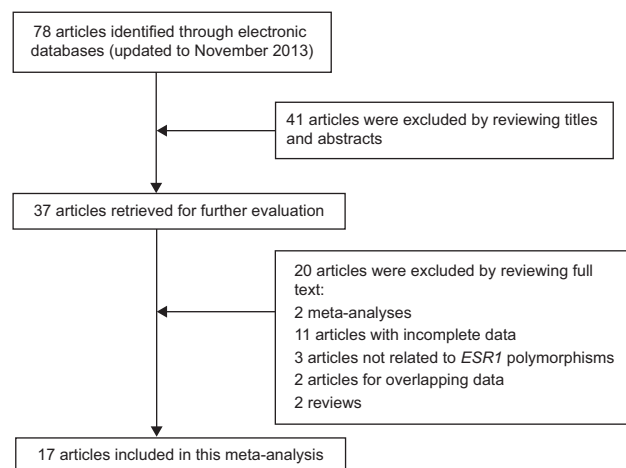 78 articles identified through electronic
databases (updated to November 2013)
41 articles were excluded by reviewing titles
and abstracts
37 articles retrieved for further evaluation
20 articles were excluded by reviewing full
text:
2 meta-analyses
11 articles with incomplete data
3 articles not related to ESR1 polymorphisms
2 articles for overlapping data
2 reviews
17 articles included in this meta-analysis